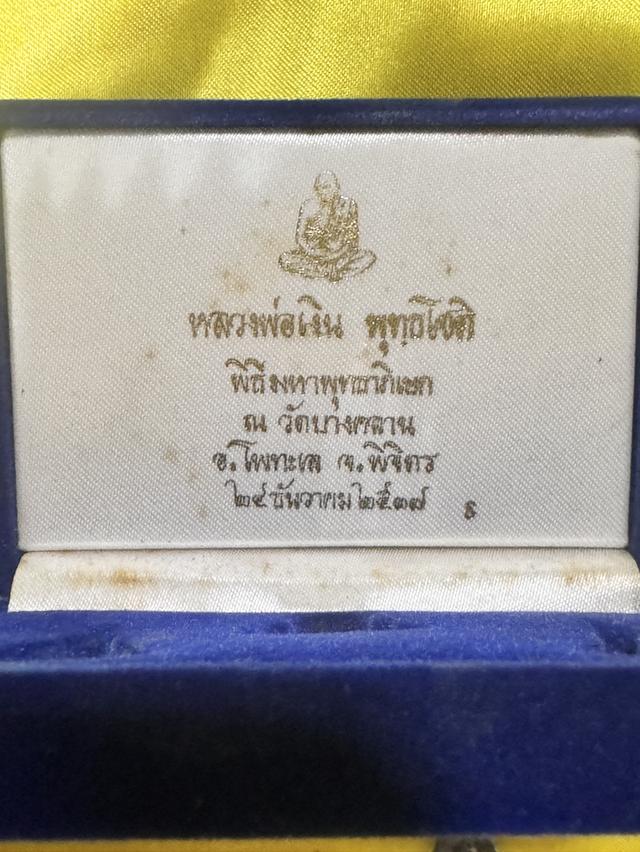 หลวงพ่อเงิน พุทธโชติ
พิธีมหาพุทธาภิเษก
ณ วัดบางคลาน
อ.โพทะเล จ.พิจิตร
๒๔ ธันวาคม ๒๕๓๗